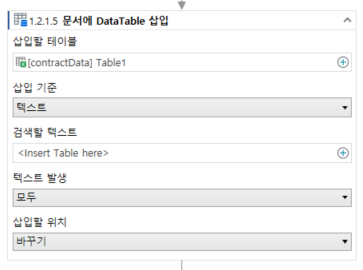 1.2.1.5 문서에 DataTable 삽입
삽입할 테이블
[contractData] Table1
삽입 기준
텍스트
검색할 텍스트
<Insert Table here>
텍스트 발생
모두
삽입할 위치
바꾸기